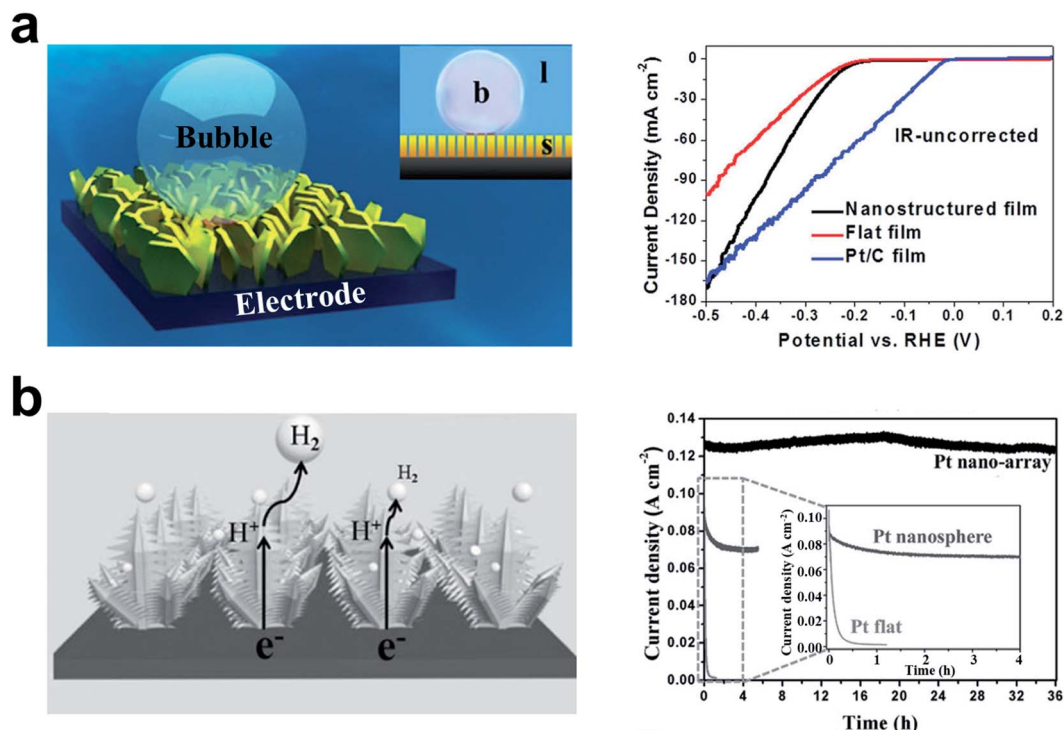 a
Bubble
Electrode
l
b
s
Current Density (mA cm⁻²)
0
-30
-60
-90
-120
-150
-180
IR-uncorrected
Nanostructured film
Flat film
Pt/C film
-0.5 -0.4 -0.3 -0.2 -0.1 0.0 0.1 0.2
Potential vs. RHE (V)
b
H₂
H₂
H⁺
H⁺
e⁻
e⁻
Current density (A cm⁻²)
0.14
0.12
0.10
0.08
0.06
0.04
0.02
0.00
Pt nano-array
Current density (A cm⁻²)
0.10
0.08
0.06
0.04
0.02
0.00
Pt nanosphere
Pt flat
0 1 2 3 4
Time (h)
0 4 8 12 16 20 24 28 32 36
Time (h)